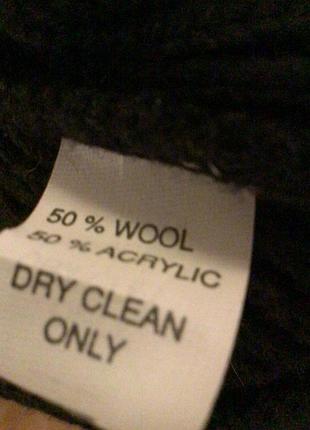 50 % WOOL
50 % ACRYLIC
DRY CLEAN
ONLY